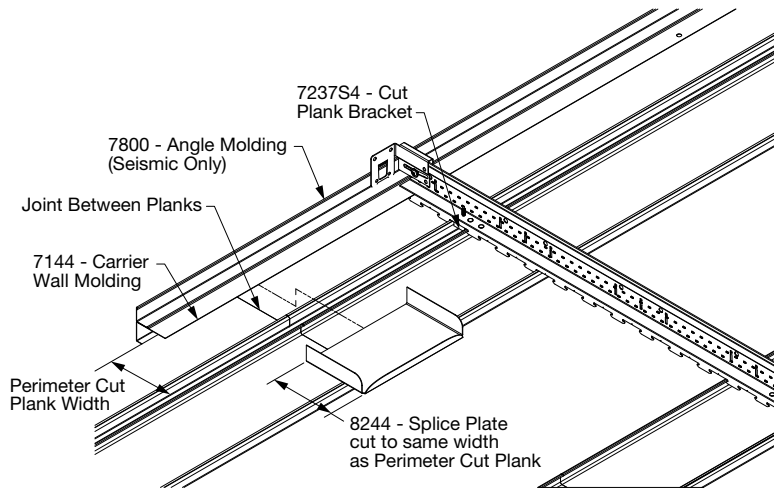 7237S4 - Cut
Plank Bracket
7800 - Angle Molding
(Seismic Only)
Joint Between Planks
7144 - Carrier
Wall Molding
Perimeter Cut
Plank Width
8244 - Splice Plate
cut to same width
as Perimeter Cut Plank